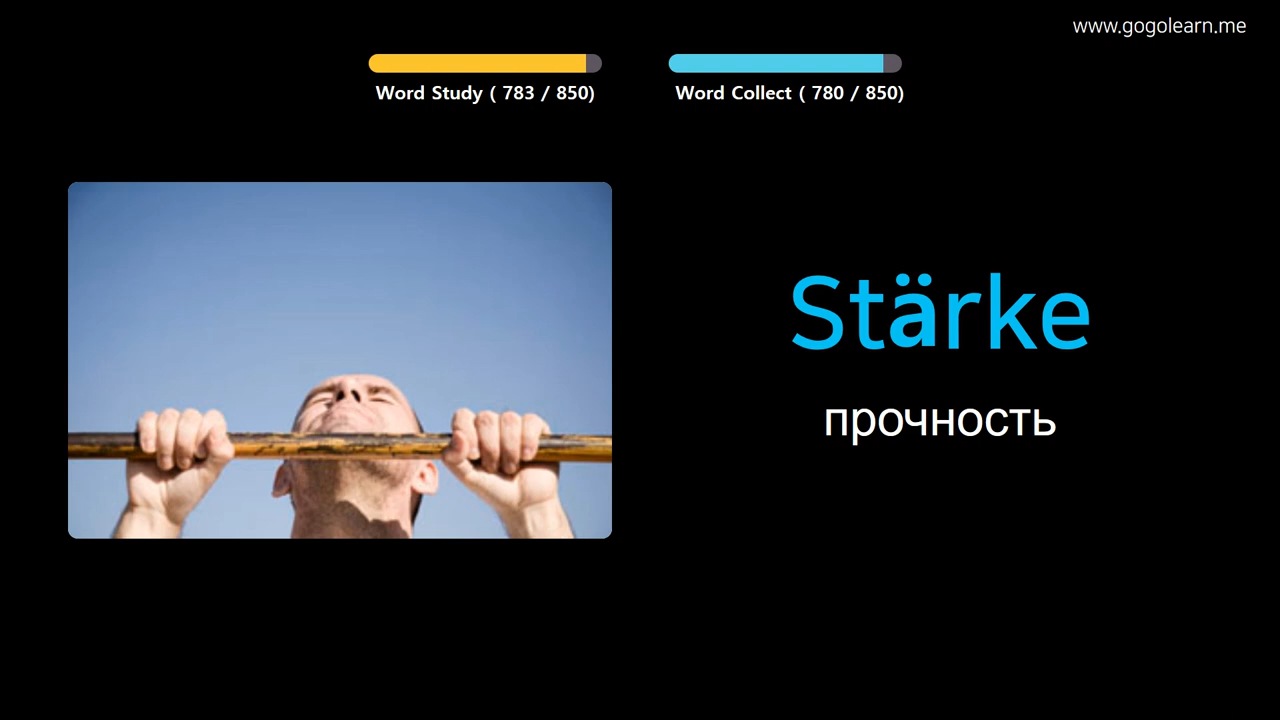 www.gogolearn.me
Word Study ( 783 / 850)
Word Collect ( 780 / 850)
Stärke
прочность